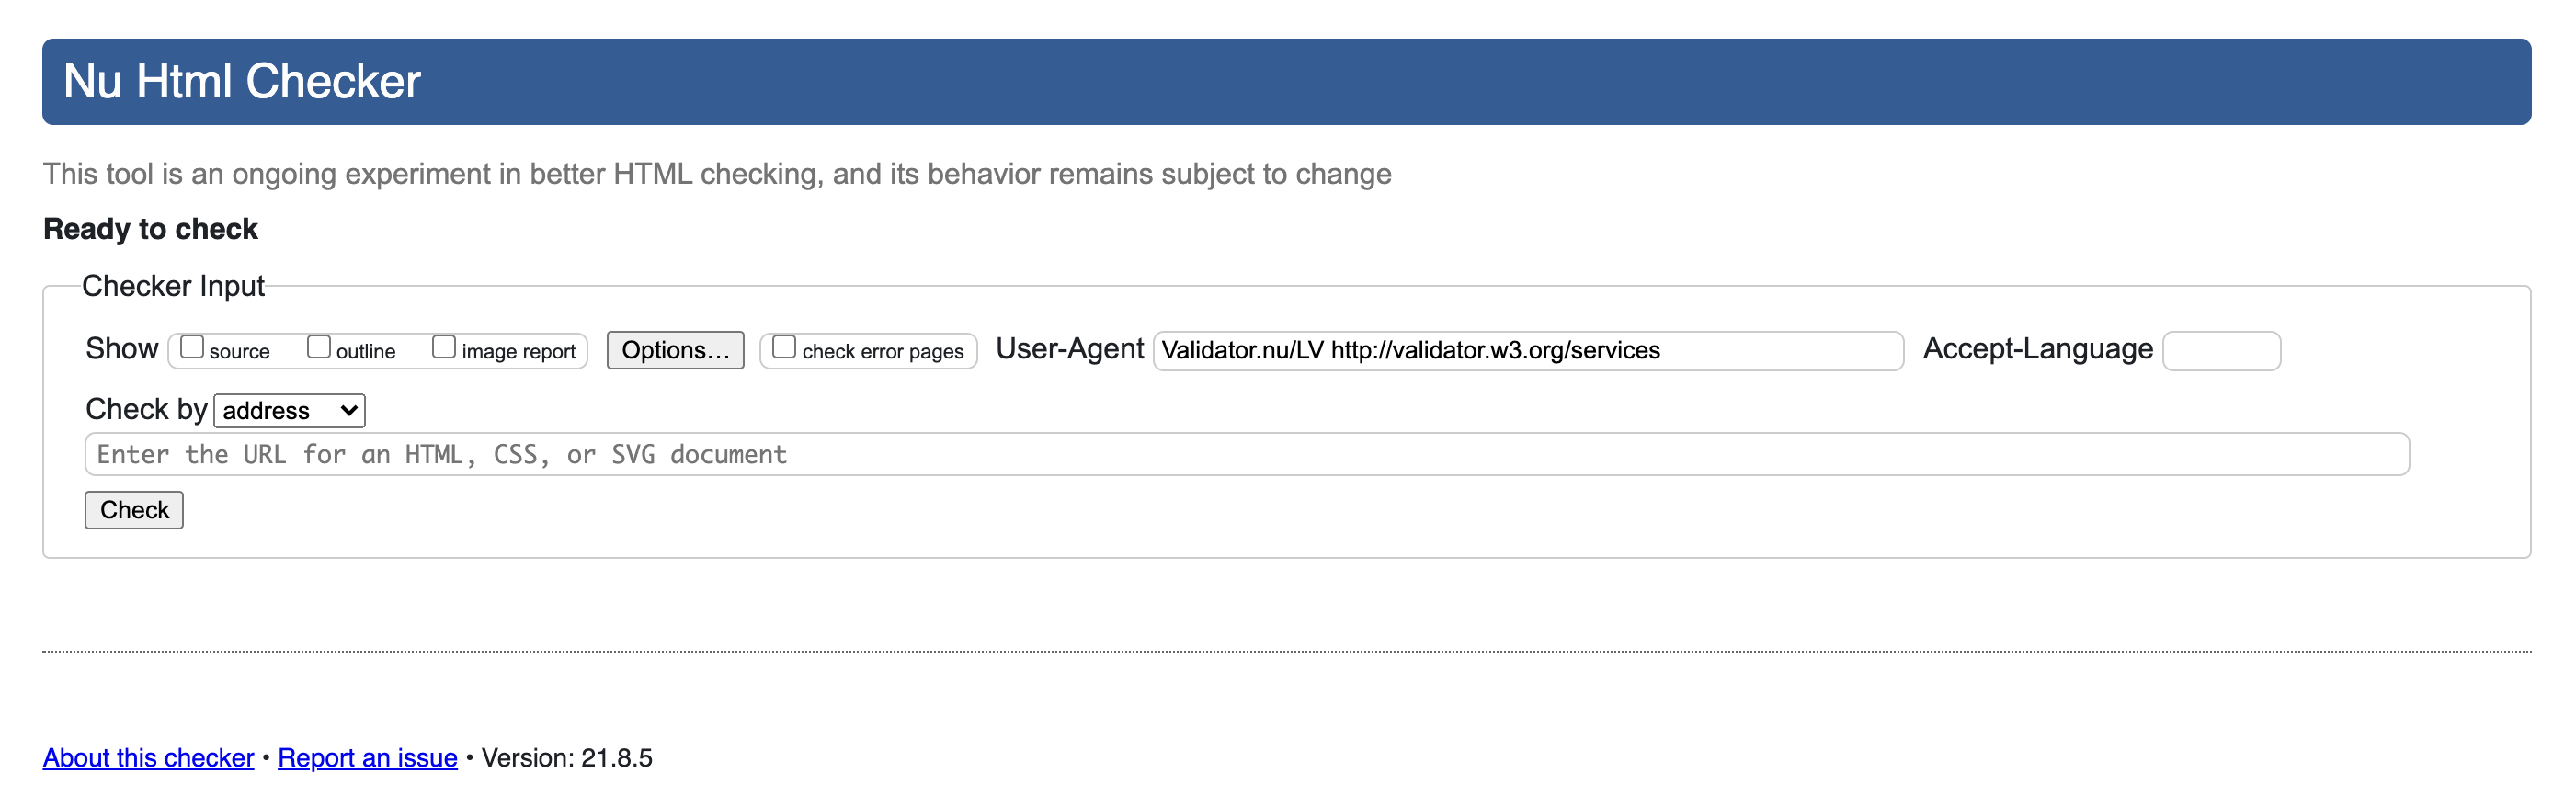 Nu Html Checker
This tool is an ongoing experiment in better HTML checking, and its behavior remains subject to change
Ready to check
Checker Input
Show source outline image report Options... check error pages User-Agent Validator.nu/LV http://validator.w3.org/services Accept-Language
Check by address
Enter the URL for an HTML, CSS, or SVG document
Check
About this checker • Report an issue • Version: 21.8.5